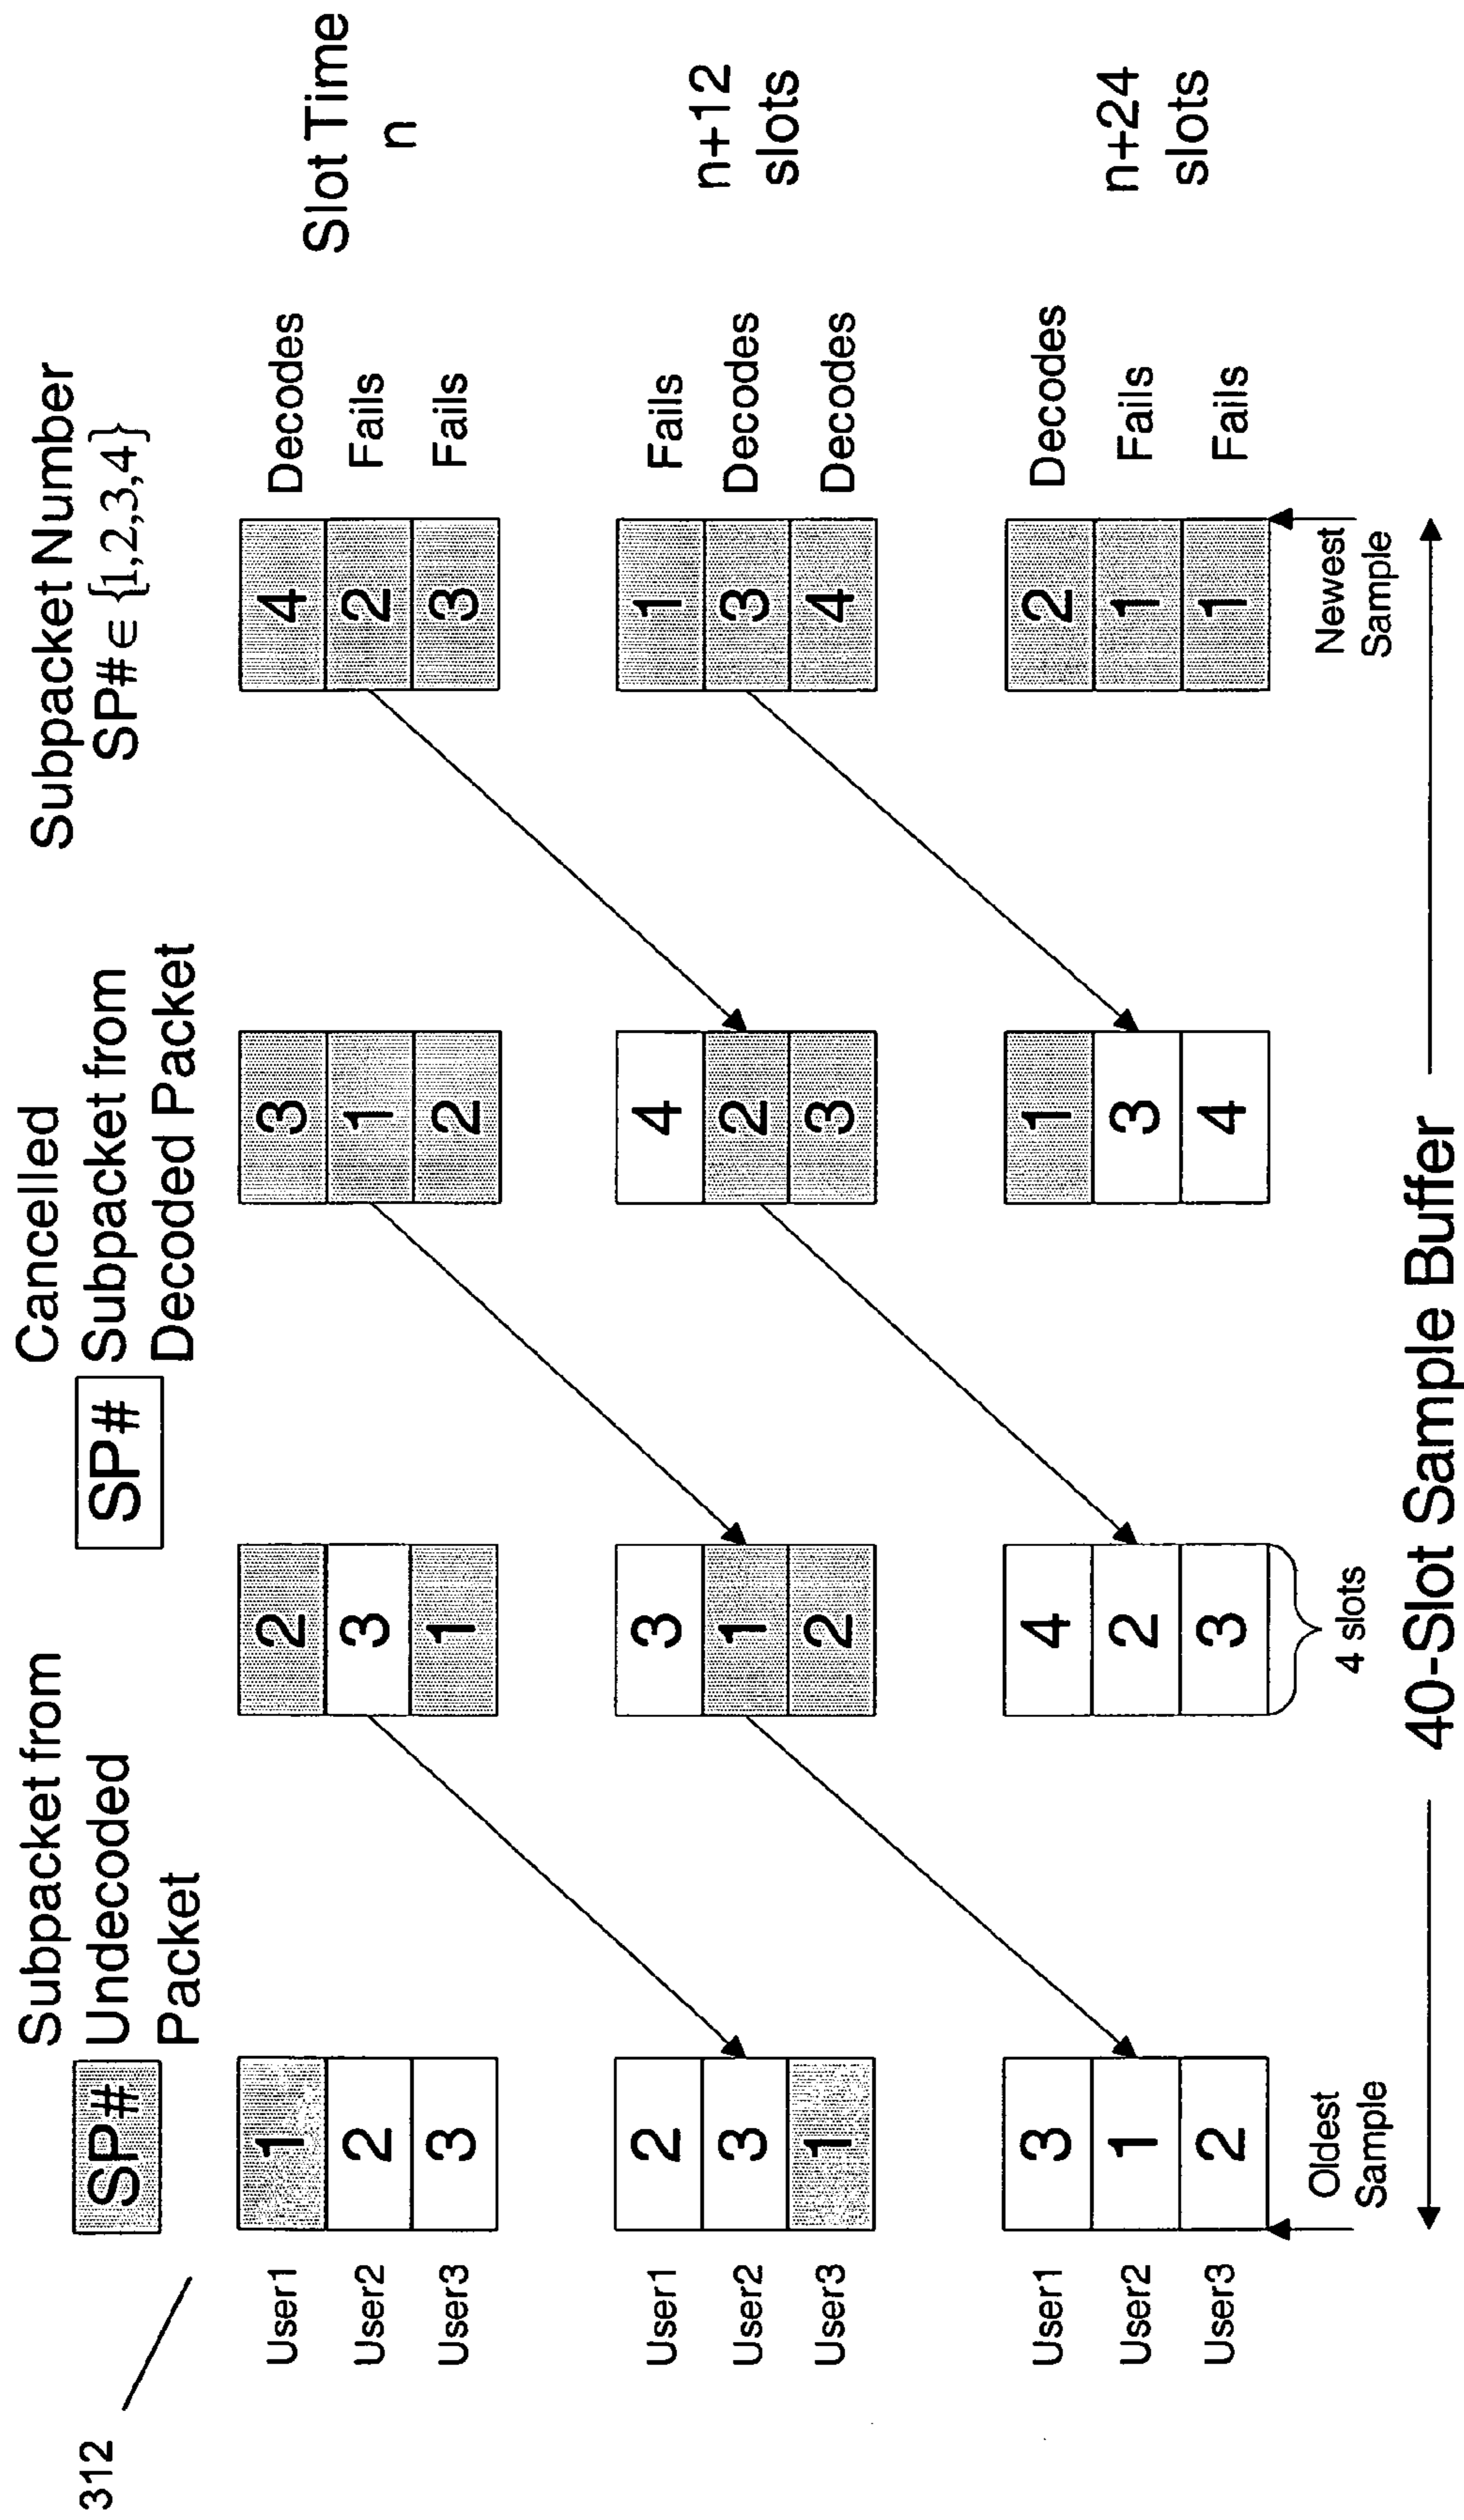 312
SP#
Subpacket from
Undecoded
Packet
SP#
Cancelled
Subpacket from
Decoded Packet
Subpacket Number
SP# ∈ {1,2,3,4}
Slot Time
n
User1 1 2 3 4 Decodes
User2 2 3 1 2 Fails
User3 3 1 2 3 Fails
n+12
slots
User1 2 3 4 1 Fails
User2 3 1 2 3 Decodes
User3 1 2 3 4 Decodes
n+24
slots
User1 3 4 1 2 Decodes
User2 1 2 3 1 Fails
User3 2 3 4 1 Fails
Oldest
Sample
4 slots
Newest
Sample
40-Slot Sample Buffer